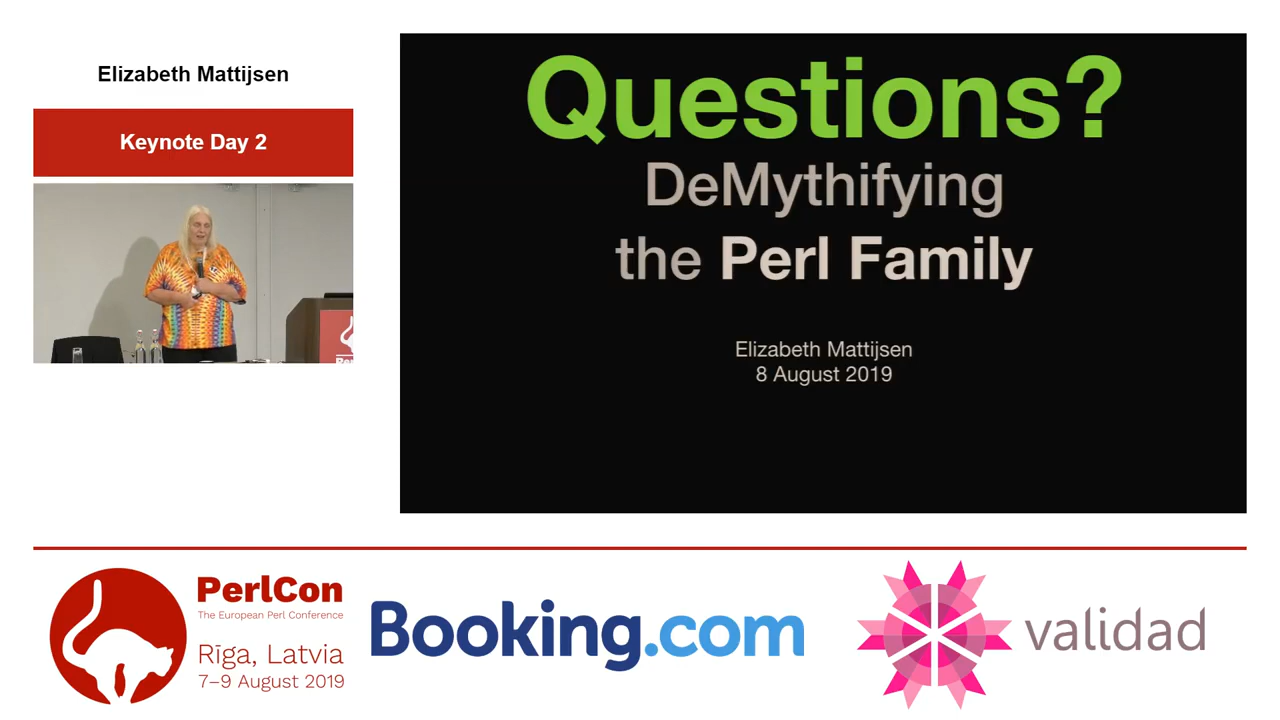 Elizabeth Mattijsen
Keynote Day 2
Questions?
DeMythifying
the Perl Family
Elizabeth Mattijsen
8 August 2019
PerlCon
The European Perl Conference
Rīga, Latvia
7–9 August 2019
Booking.com
validad